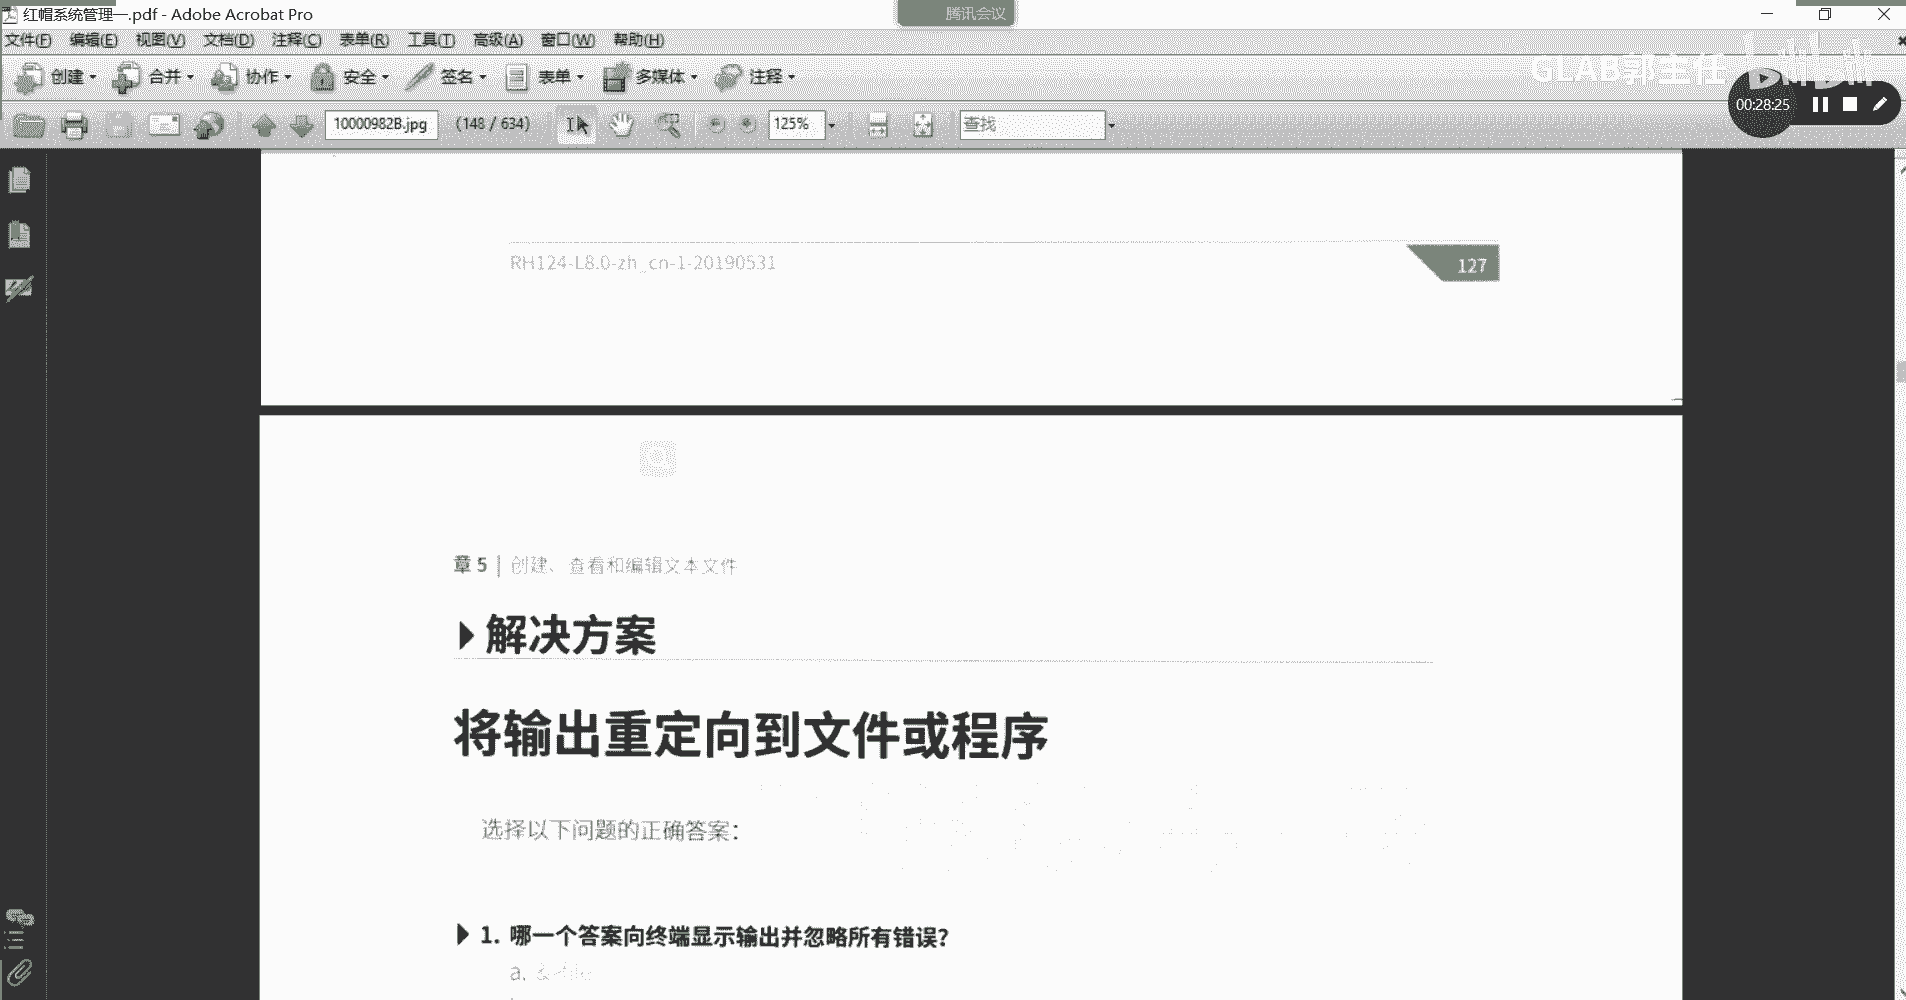 红帽系统管理一.pdf - Adobe Acrobat Pro
腾讯会议
文件(F) 编辑(E) 视图(V) 文档(D) 注释(C) 表单(R) 工具(T) 高级(A) 窗口(W) 帮助(H)
创建 合并 协作 安全 签名 表单 多媒体 注释
GLAB郭主任 bilibili
00:28:25
10000982B.jpg (148 / 634) 125% 查找
RH124-L8.0-zh_cn-1-20190531
127
章 5 | 创建、查看和编辑文本文件
解决方案
将输出重定向到文件或程序
选择以下问题的正确答案：
1. 哪一个答案向终端显示输出并忽略所有错误？
a. &>file